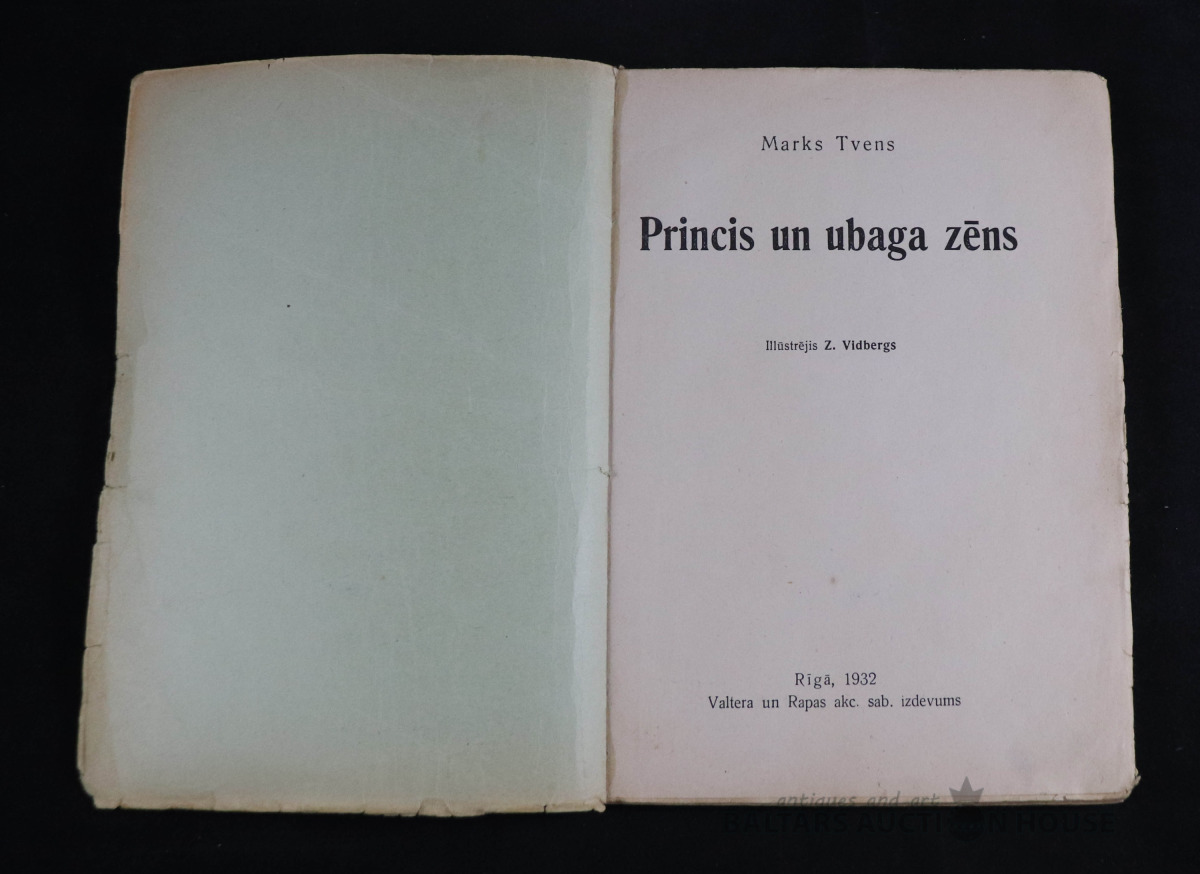 Marks Tvens
Princis un ubaga zēns
Illūstrējis Z. Vidbergs
Rīgā, 1932
Valtera un Rapas akc. sab. izdevums
antiques and art
BALTARS AUCTION HOUSE